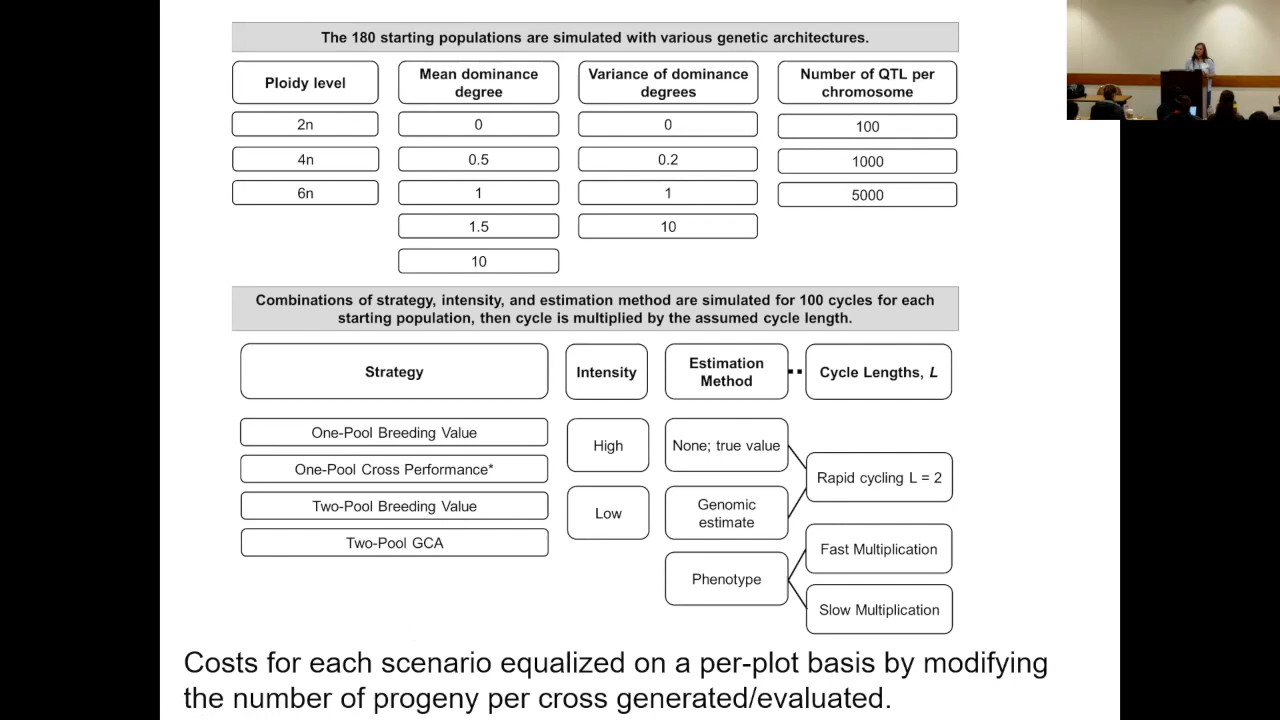 The 180 starting populations are simulated with various genetic architectures.
Ploidy level
Mean dominance
degree
Variance of dominance
degrees
Number of QTL per
chromosome
2n
0
0
100
4n
0.5
0.2
1000
6n
1
1
5000
1.5
10
10
Combinations of strategy, intensity, and estimation method are simulated for 100 cycles for each
starting population, then cycle is multiplied by the assumed cycle length.
Strategy
Intensity
Estimation
Method
Cycle Lengths, L
One-Pool Breeding Value
One-Pool Cross Performance*
Two-Pool Breeding Value
Two-Pool GCA
High
Low
None; true value
Genomic
estimate
Phenotype
Rapid cycling L = 2
Fast Multiplication
Slow Multiplication
Costs for each scenario equalized on a per-plot basis by modifying
the number of progeny per cross generated/evaluated.